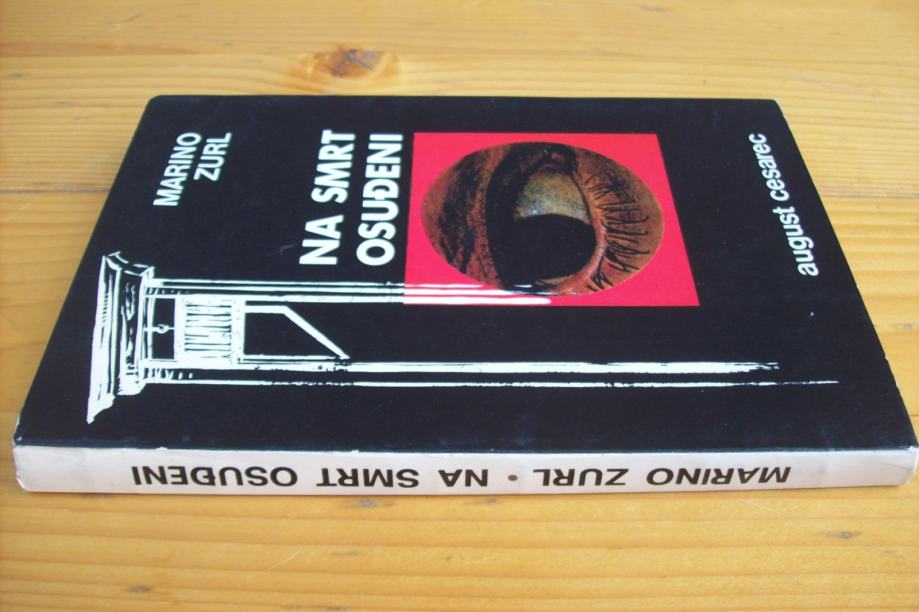 MARINO
ZURL
NA SMRT
OSUĐENI
august cesarec
MARINO ZURL • NA SMRT OSUĐENI